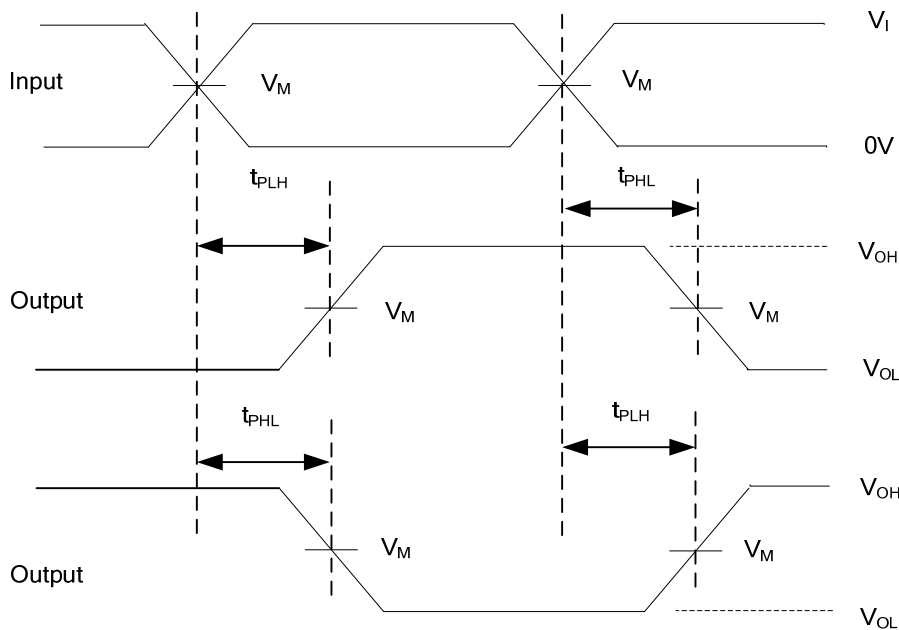 V_I
Input
V_M
V_M
0V
t_PLH
t_PHL
V_OH
Output
V_M
V_M
V_OL
t_PHL
t_PLH
V_OH
V_M
V_M
Output
V_OL